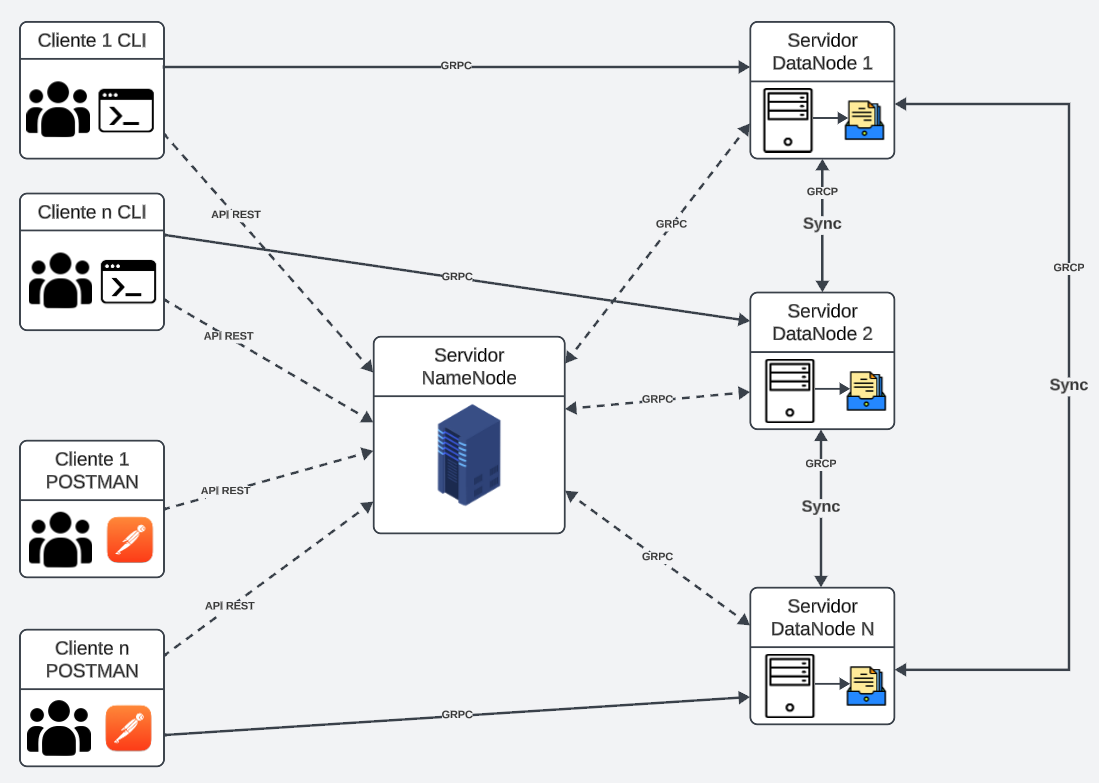 Cliente 1 CLI
GRPC
Servidor
DataNode 1
API REST
GRPC
GRCP
Sync
Cliente n CLI
GRPC
API REST
Servidor
DataNode 2
GRCP
Sync
Servidor
NameNode
GRPC
Cliente 1
POSTMAN
API REST
GRCP
Sync
GRPC
API REST
Servidor
DataNode N
Cliente n
POSTMAN
GRPC